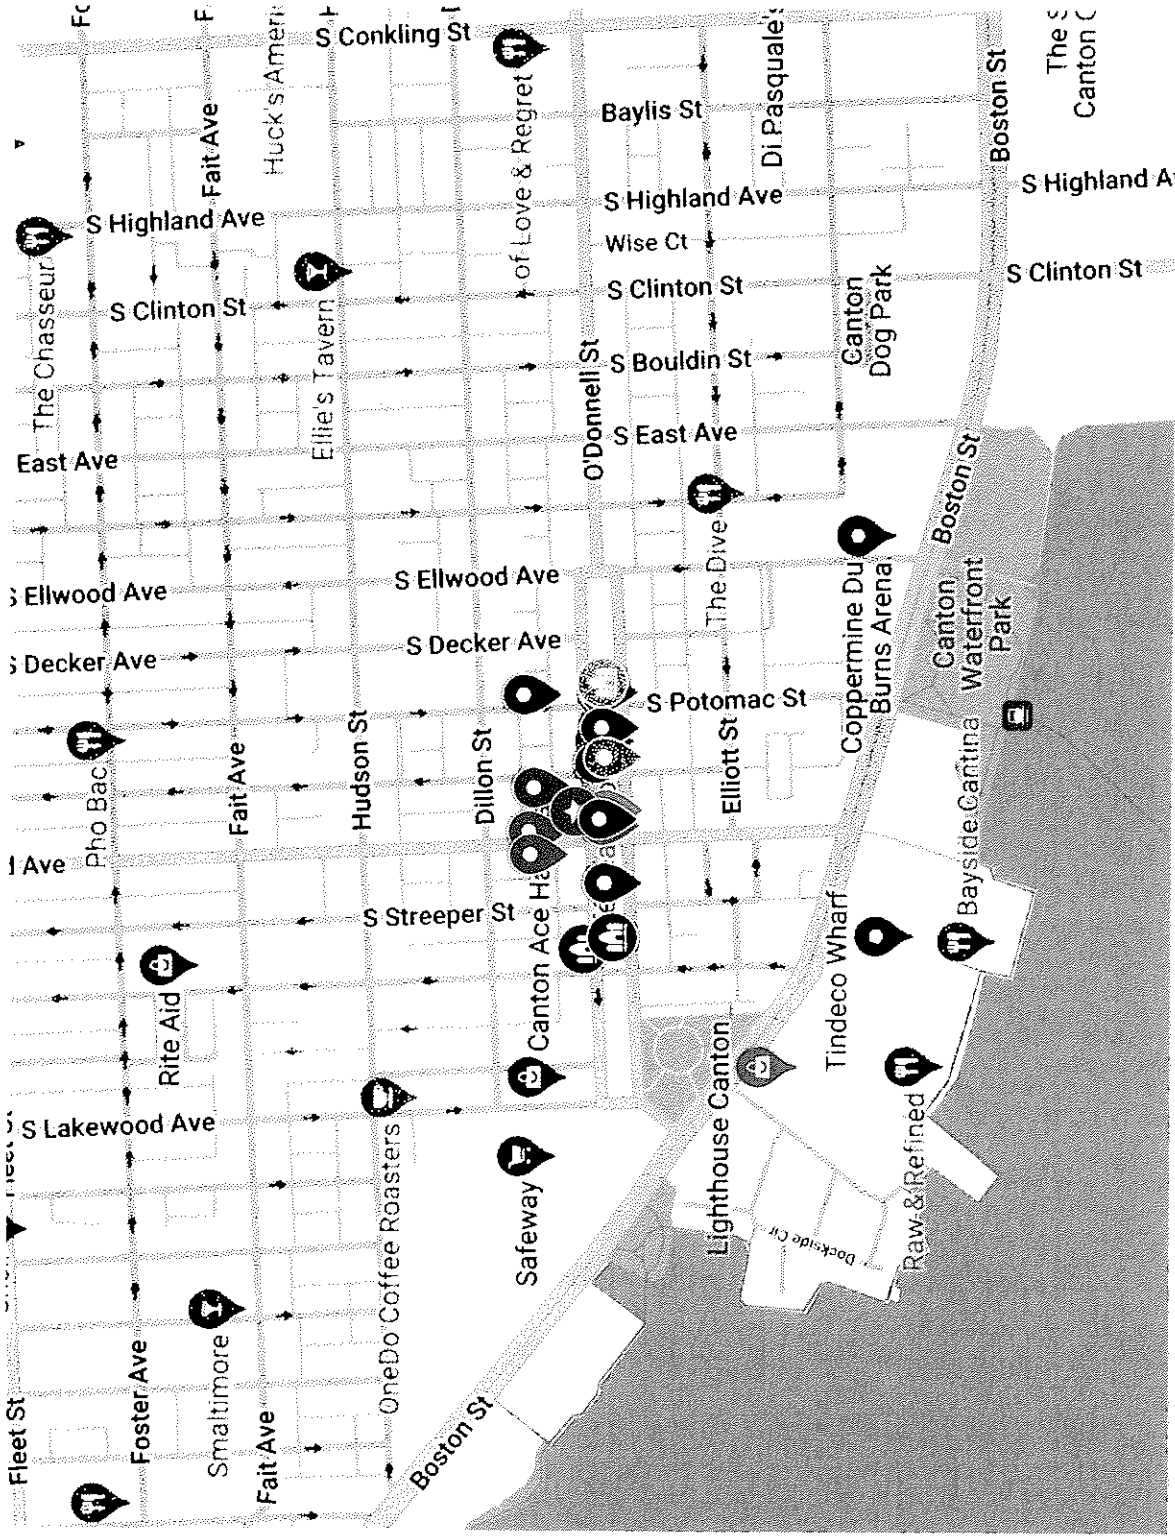 S Conkling St
Fait Ave
Huck's Ameri
of Love & Regret
Baylis St
Di Pasquale's
Boston St
The S
Canton C
S Highland Ave
S Highland Ave
S Highland Av
Wise Ct
The Chasseur
S Clinton St
S Clinton St
S Clinton St
Ellie's Tavern
O'Donnell St
S Bouldin St
Canton
Dog Park
East Ave
S East Ave
Boston St
The Dive
S Ellwood Ave
S Ellwood Ave
Coppermine Du
Burns Arena
Canton
Waterfront
Park
S Decker Ave
S Decker Ave
S Potomac St
Pho Bac
Fait Ave
Hudson St
Dillon St
Elliott St
Bayside Cantina
d Ave
S Streeper St
Canton Ace Ha
Tindeco Wharf
Rite Aid
S Lakewood Ave
Lighthouse Canton
OneDo Coffee Roasters
Safeway
Raw & Refined
Dockside Cir
Fleet St
Foster Ave
Smaltimore
Fait Ave
Boston St